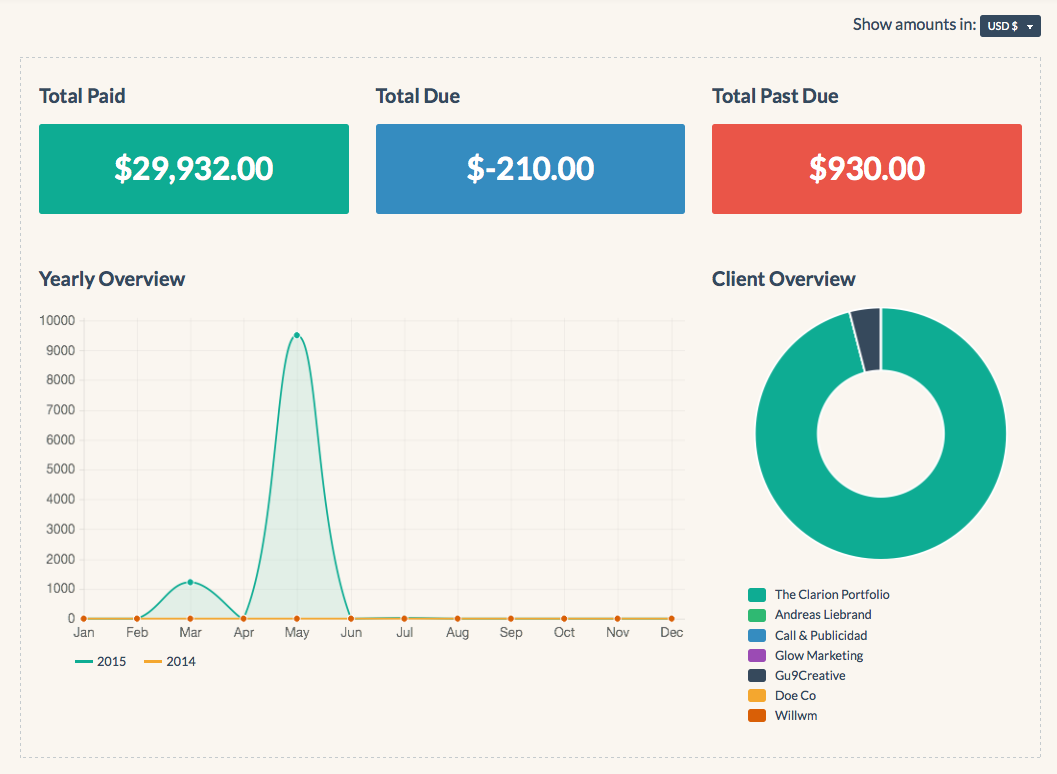 Show amounts in: USD $
Total Paid
Total Due
Total Past Due
$29,932.00
$-210.00
$930.00
Yearly Overview
Client Overview
10000
9000
8000
7000
6000
5000
4000
3000
2000
1000
0
Jan Feb Mar Apr May Jun Jul Aug Sep Oct Nov Dec
2015 2014
The Clarion Portfolio
Andreas Liebrand
Call & Publicidad
Glow Marketing
Gu9Creative
Doe Co
Willwm